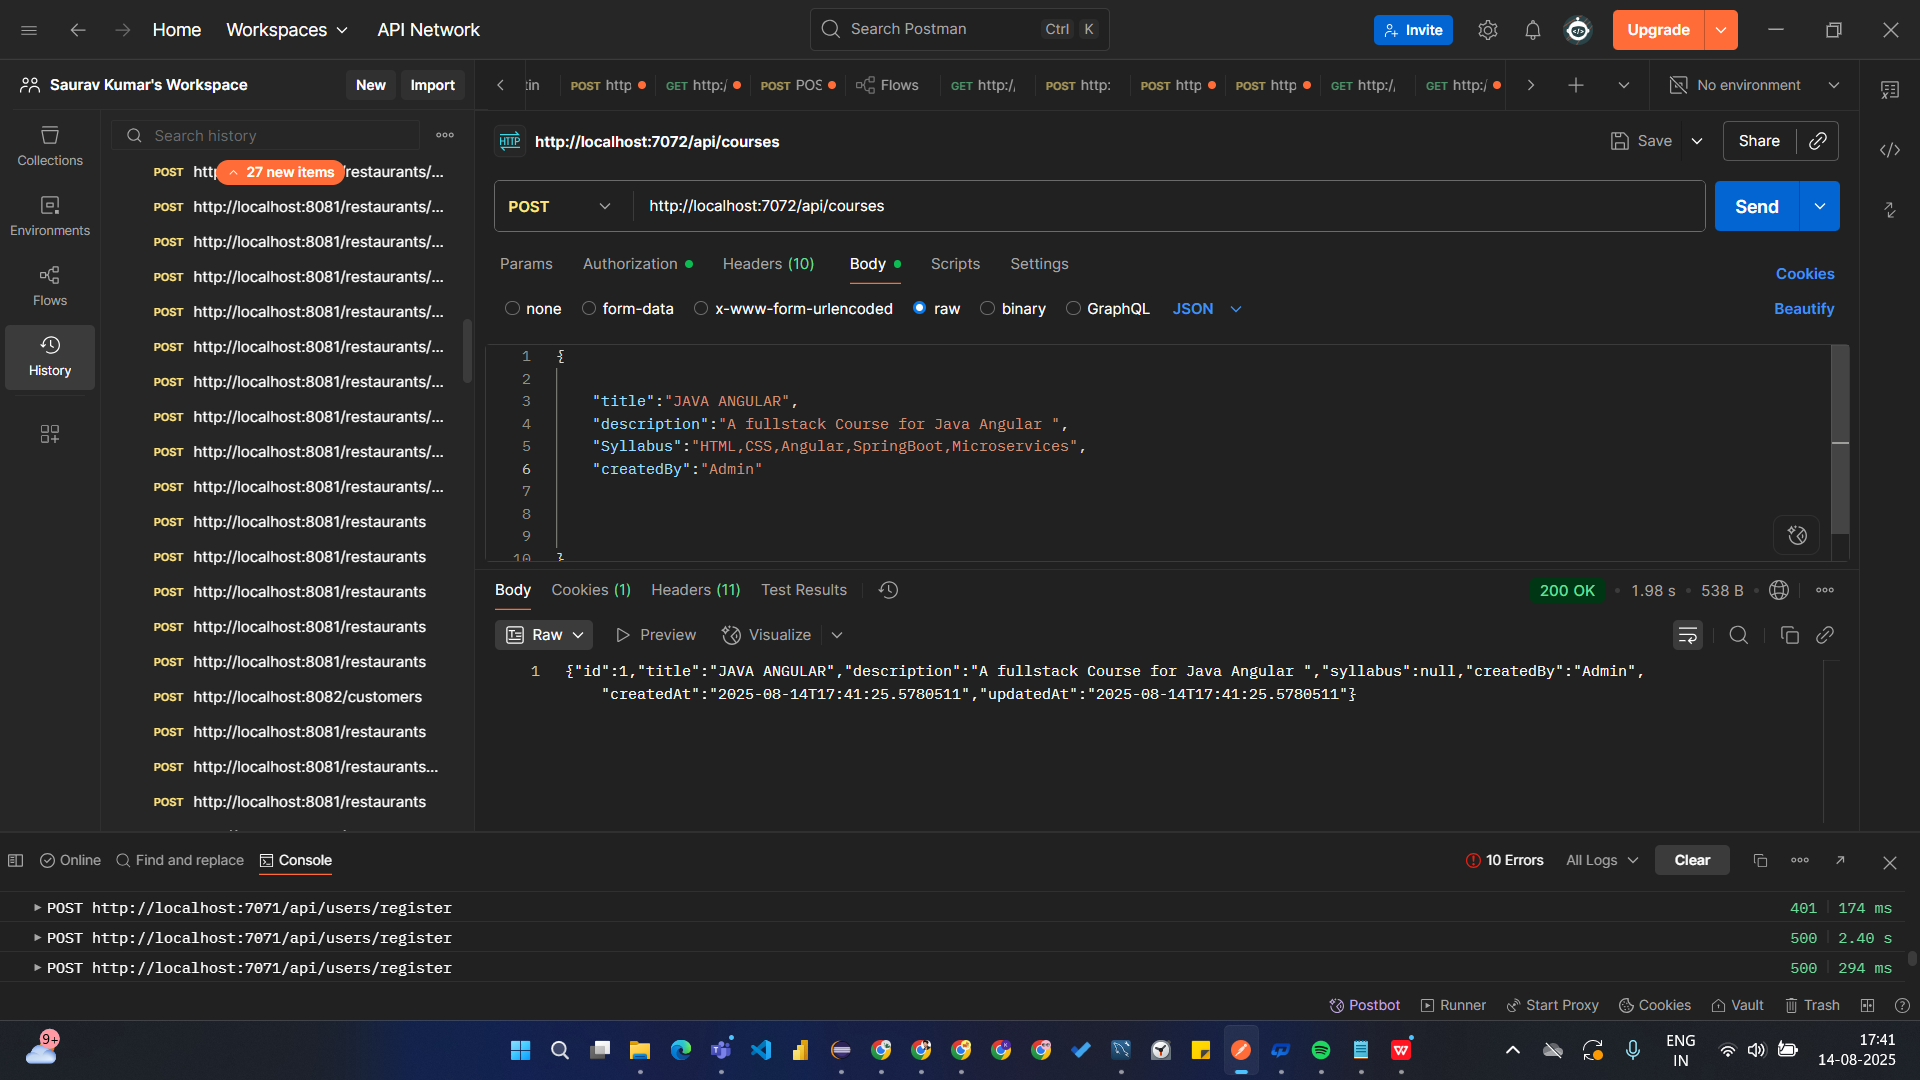 Home Workspaces API Network Search Postman Ctrl K Invite Upgrade
Saurav Kumar's Workspace New Import
tin POST http GET http:/ POST POS Flows GET http:/ POST http: POST http POST http GET http:/ GET http:/ No environment
Search history
Collections
Environments
Flows
History
27 new items
POST http /restaurants/...
POST http://localhost:8081/restaurants/...
POST http://localhost:8081/restaurants/...
POST http://localhost:8081/restaurants/...
POST http://localhost:8081/restaurants/...
POST http://localhost:8081/restaurants/...
POST http://localhost:8081/restaurants/...
POST http://localhost:8081/restaurants/...
POST http://localhost:8081/restaurants/...
POST http://localhost:8081/restaurants/...
POST http://localhost:8081/restaurants
POST http://localhost:8081/restaurants
POST http://localhost:8081/restaurants
POST http://localhost:8081/restaurants
POST http://localhost:8081/restaurants
POST http://localhost:8082/customers
POST http://localhost:8081/restaurants
POST http://localhost:8081/restaurants...
POST http://localhost:8081/restaurants
HTTP http://localhost:7072/api/courses Save Share
POST http://localhost:7072/api/courses Send
Params Authorization Headers (10) Body Scripts Settings Cookies
none form-data x-www-form-urlencoded raw binary GraphQL JSON Beautify
1 {
2
3 "title":"JAVA ANGULAR",
4 "description":"A fullstack Course for Java Angular ",
5 "Syllabus":"HTML,CSS,Angular,SpringBoot,Microservices",
6 "createdBy":"Admin"
7
8
9
10 }
Body Cookies (1) Headers (11) Test Results 200 OK 1.98 s 538 B
Raw Preview Visualize
1 {"id":1,"title":"JAVA ANGULAR","description":"A fullstack Course for Java Angular ","syllabus":null,"createdBy":"Admin",
"createdAt":"2025-08-14T17:41:25.5780511","updatedAt":"2025-08-14T17:41:25.5780511"}
Online Find and replace Console 10 Errors All Logs Clear
POST http://localhost:7071/api/users/register 401 174 ms
POST http://localhost:7071/api/users/register 500 2.40 s
POST http://localhost:7071/api/users/register 500 294 ms
Postbot Runner Start Proxy Cookies Vault Trash
9+
ENG
IN
17:41
14-08-2025